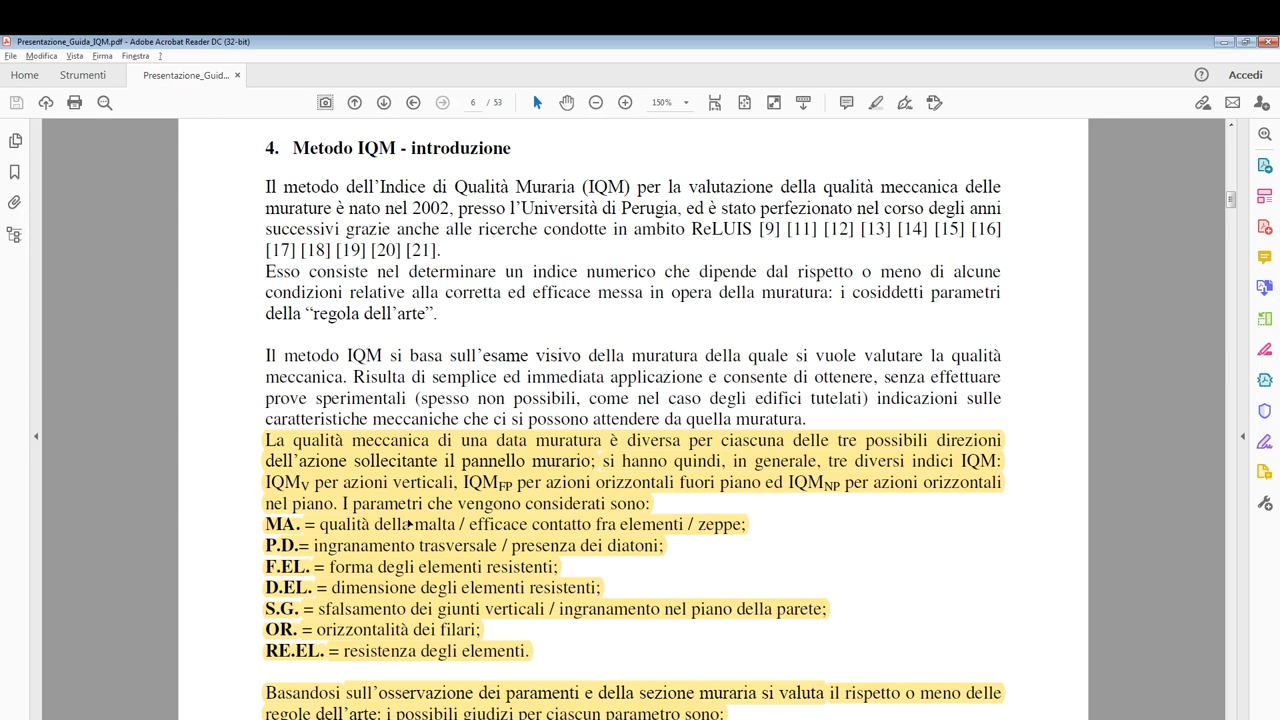 Presentazione_Guida_IQM.pdf - Adobe Acrobat Reader DC (32-bit)
File Modifica Vista Firma Finestra ?
Home Strumenti Presentazione_Guid... × ? Accedi
6 / 53 150%
4. Metodo IQM - introduzione
Il metodo dell’Indice di Qualità Muraria (IQM) per la valutazione della qualità meccanica delle
murature è nato nel 2002, presso l’Università di Perugia, ed è stato perfezionato nel corso degli anni
successivi grazie anche alle ricerche condotte in ambito ReLUIS [9] [11] [12] [13] [14] [15] [16]
[17] [18] [19] [20] [21].
Esso consiste nel determinare un indice numerico che dipende dal rispetto o meno di alcune
condizioni relative alla corretta ed efficace messa in opera della muratura: i cosiddetti parametri
della “regola dell’arte”.
Il metodo IQM si basa sull’esame visivo della muratura della quale si vuole valutare la qualità
meccanica. Risulta di semplice ed immediata applicazione e consente di ottenere, senza effettuare
prove sperimentali (spesso non possibili, come nel caso degli edifici tutelati) indicazioni sulle
caratteristiche meccaniche che ci si possono attendere da quella muratura.
La qualità meccanica di una data muratura è diversa per ciascuna delle tre possibili direzioni
dell’azione sollecitante il pannello murario; si hanno quindi, in generale, tre diversi indici IQM:
IQMV per azioni verticali, IQMFP per azioni orizzontali fuori piano ed IQMNP per azioni orizzontali
nel piano. I parametri che vengono considerati sono:
MA. = qualità della malta / efficace contatto fra elementi / zeppe;
P.D.= ingranamento trasversale / presenza dei diatoni;
F.EL. = forma degli elementi resistenti;
D.EL. = dimensione degli elementi resistenti;
S.G. = sfalsamento dei giunti verticali / ingranamento nel piano della parete;
OR. = orizzontalità dei filari;
RE.EL. = resistenza degli elementi.
Basandosi sull’osservazione dei paramenti e della sezione muraria si valuta il rispetto o meno delle
regole dell’arte: i possibili giudizi per ciascun parametro sono: